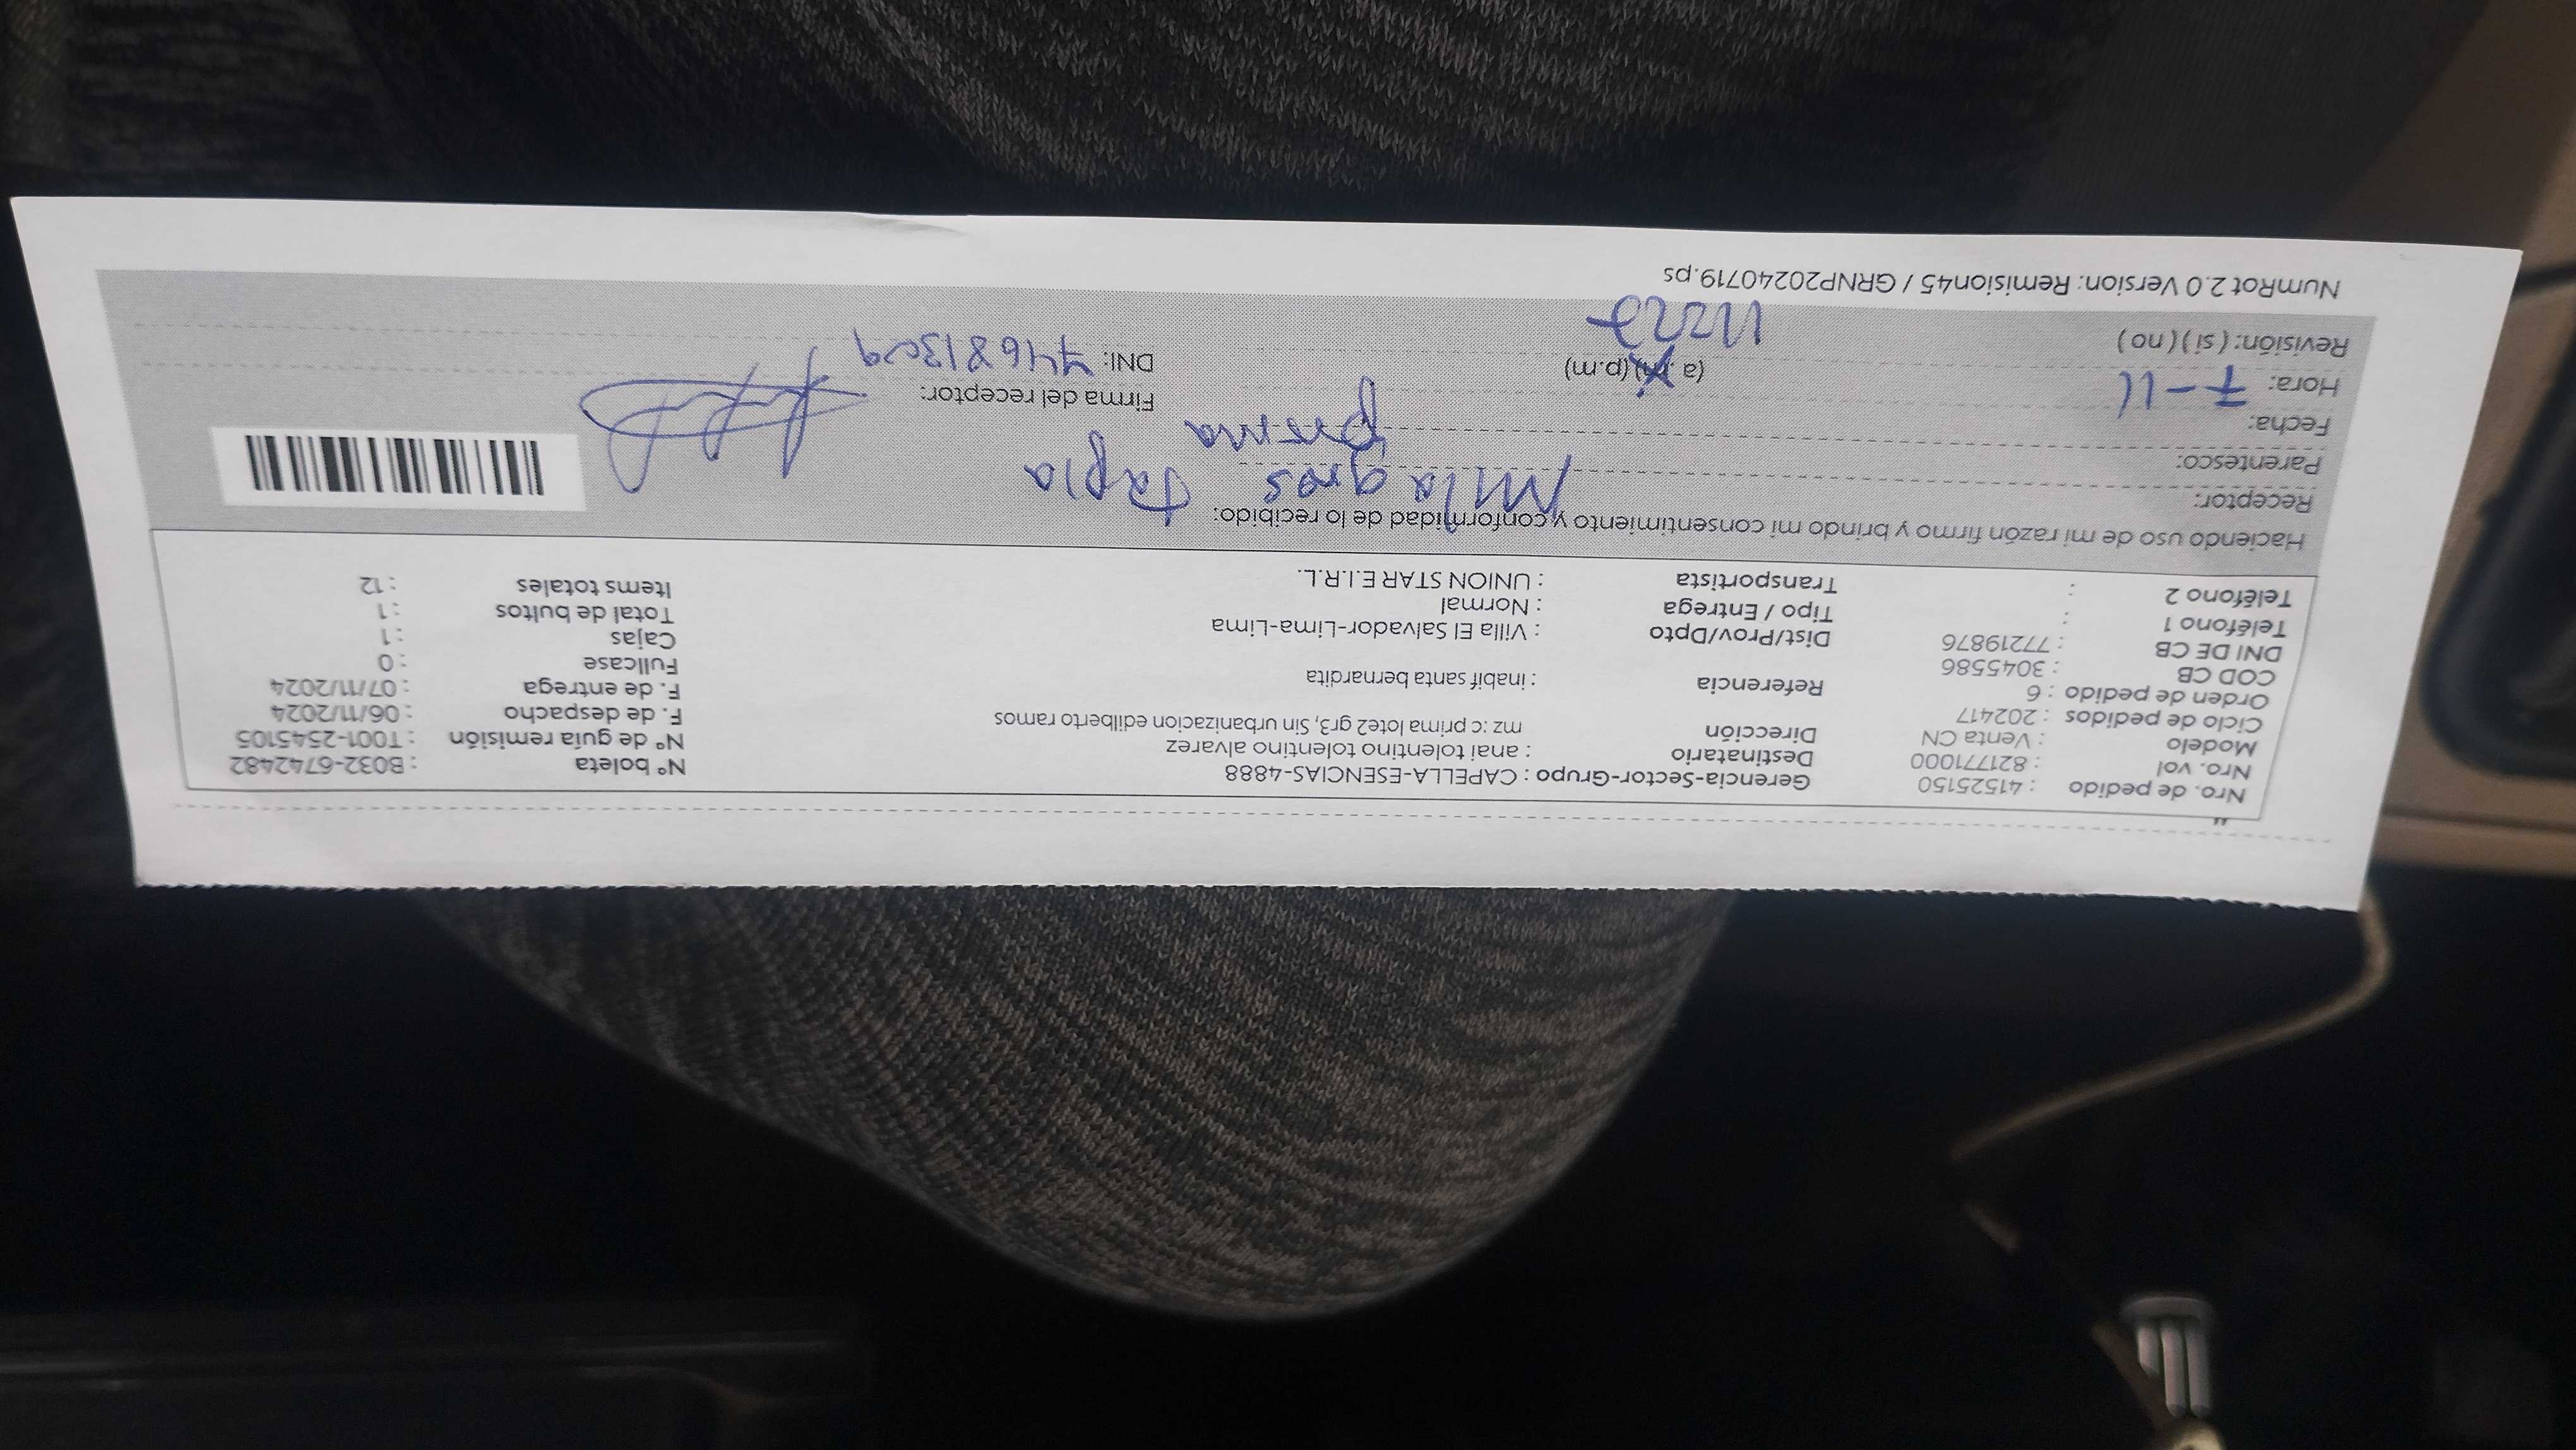 Nro. de pedido : 41525150 Gerencia-Sector-Grupo : CAPELLA-ESENCIAS-4888 Nº boleta : B032-6742482
Nro. vol : 821771000 Destinatario : anai tolentino tolentino alvarez Nº de guía remisión : T001-2545105
Modelo : Venta CN Dirección mz :c prima lote2 gr3, Sin urbanizacion edilberto ramos F. de despacho : 06/11/2024
Ciclo de pedidos : 202417 F. de entrega : 07/11/2024
Orden de pedido : 6 Referencia : inabif santa bernardita Fullcase : 0
COD CB : 3045586 Cajas : 1
DNI DE CB : 77219876 Dist/Prov/Dpto : Villa El Salvador-Lima-Lima Total de bultos : 1
Teléfono 1 : Tipo / Entrega : Normal Items totales : 12
Teléfono 2 : Transportista : UNION STAR E.I.R.L.
Haciendo uso de mi razón firmo y brindo mi consentimiento y conformidad de lo recibido:
Receptor: Milagros Tapia
Parentesco: prima
Fecha:
Hora: 7-11 (a.m) (p.m) Firma del receptor:
Revisión: ( si ) ( no ) DNI:
NumRot 2.0 Version: Remision45 / GRNP20240719.ps